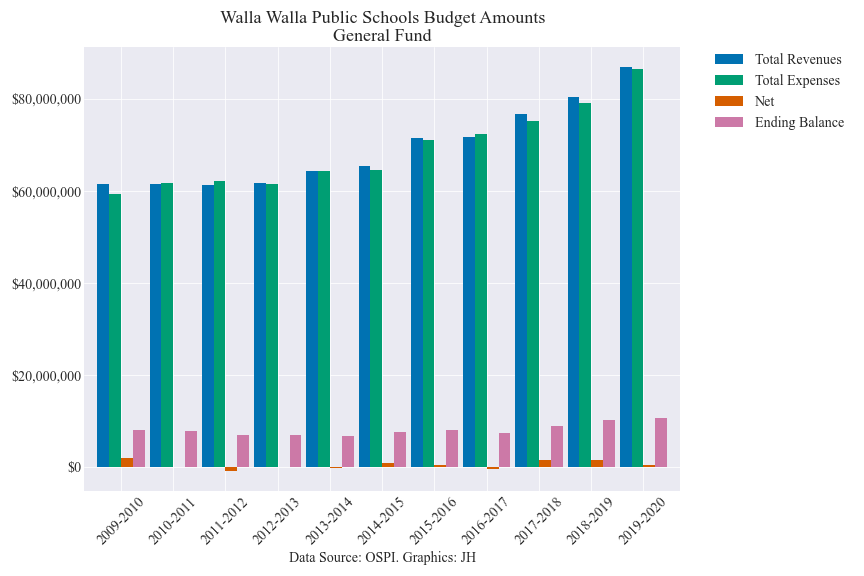 Walla Walla Public Schools Budget Amounts
General Fund
Total Revenues
Total Expenses
Net
Ending Balance
$80,000,000
$60,000,000
$40,000,000
$20,000,000
$0
2009-2010
2010-2011
2011-2012
2012-2013
2013-2014
2014-2015
2015-2016
2016-2017
2017-2018
2018-2019
2019-2020
Data Source: OSPI. Graphics: JH